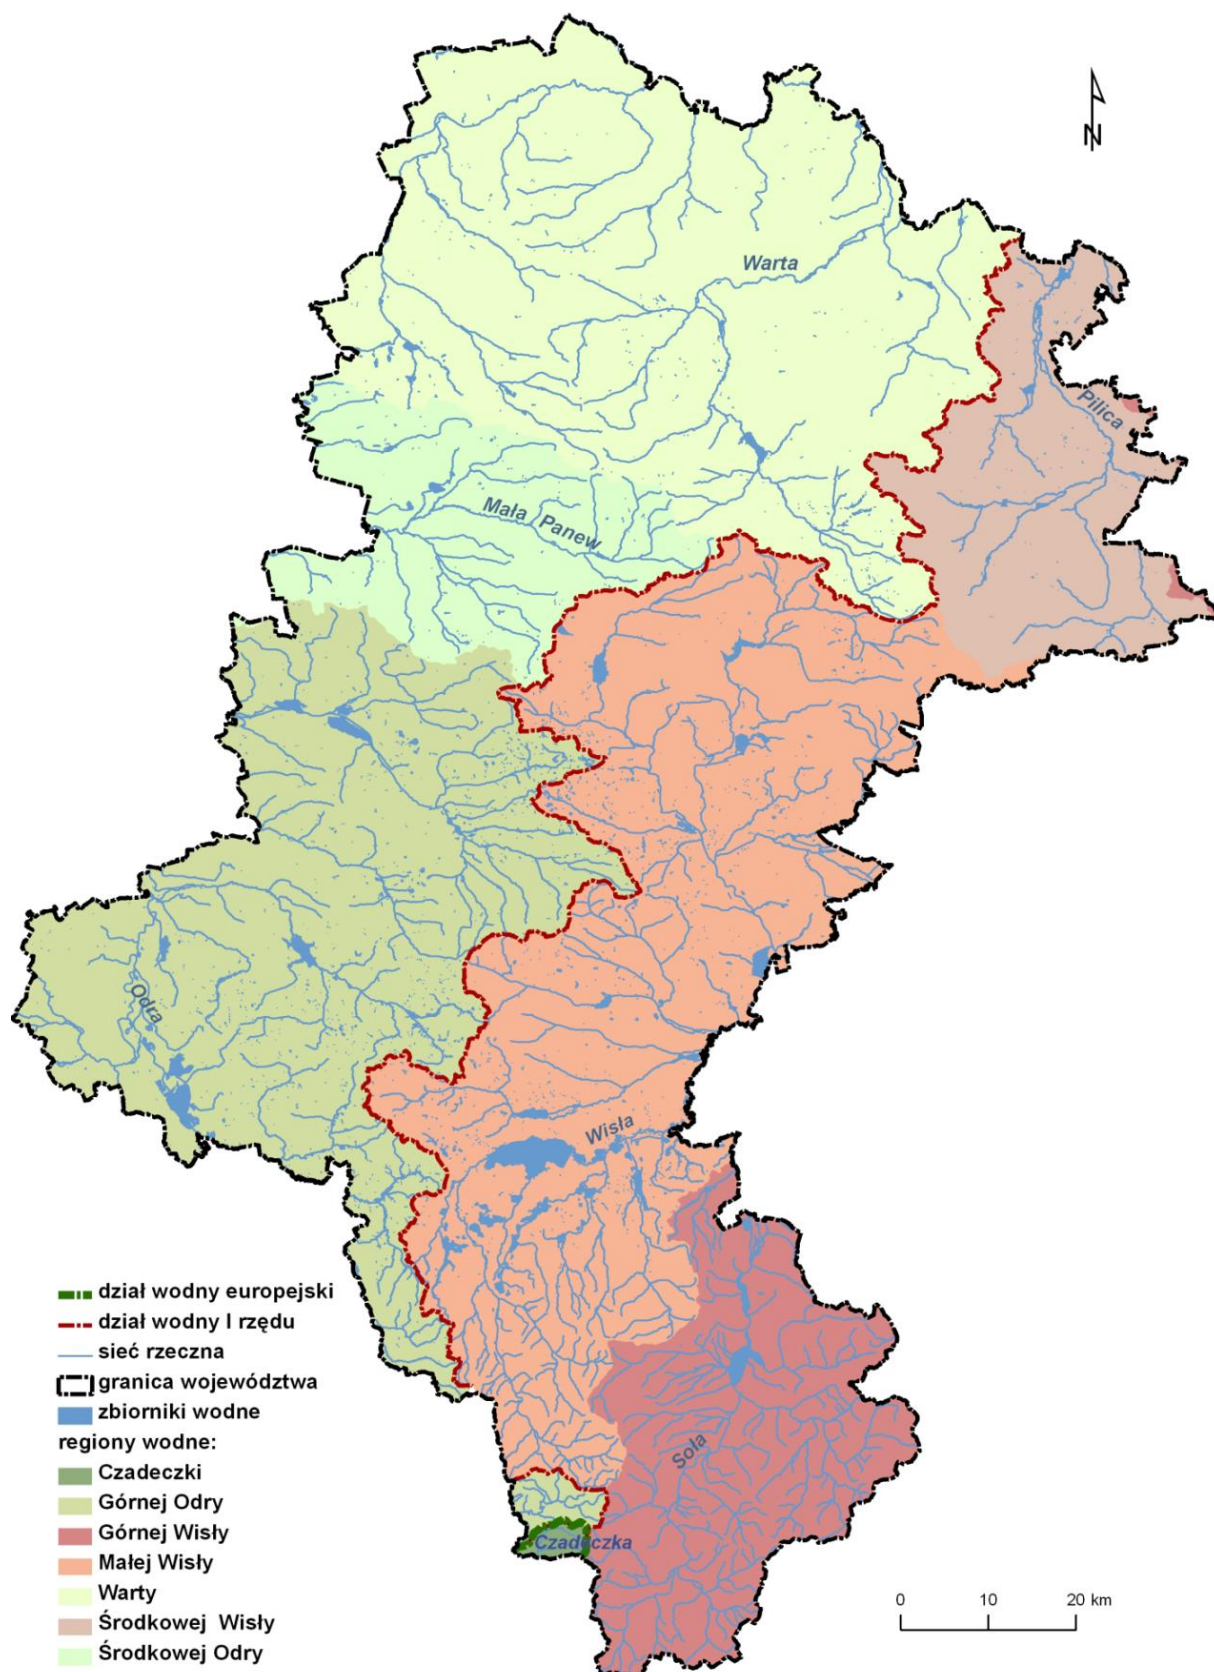 N
Warta
Pilica
Mała Panew
Odra
Wisła
Soła
Czadeczka
dział wodny europejski
dział wodny I rzędu
sieć rzeczna
granica województwa
zbiorniki wodne
regiony wodne:
Czadeczki
Górnej Odry
Górnej Wisły
Małej Wisły
Warty
Środkowej Wisły
Środkowej Odry
0 10 20 km